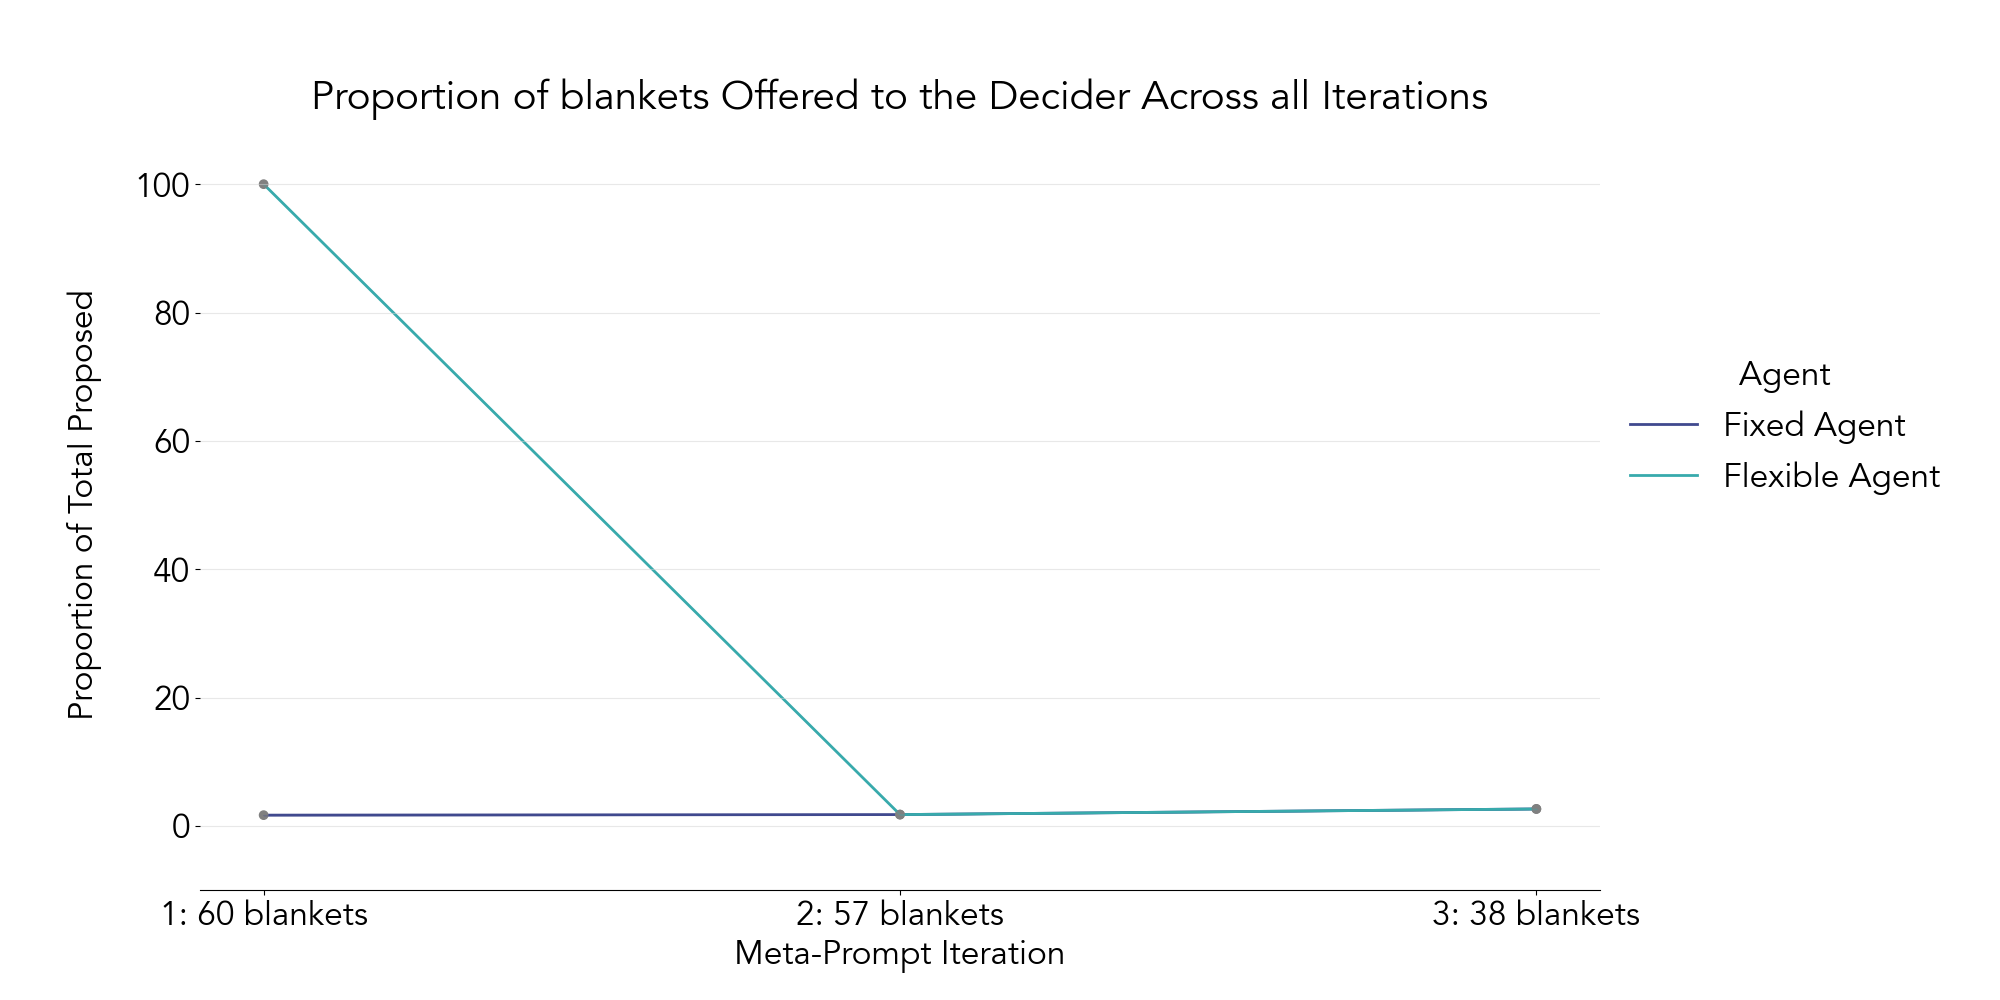 Proportion of blankets Offered to the Decider Across all Iterations
Proportion of Total Proposed
100
80
60
40
20
0
1: 60 blankets
2: 57 blankets
3: 38 blankets
Meta-Prompt Iteration
Agent
Fixed Agent
Flexible Agent